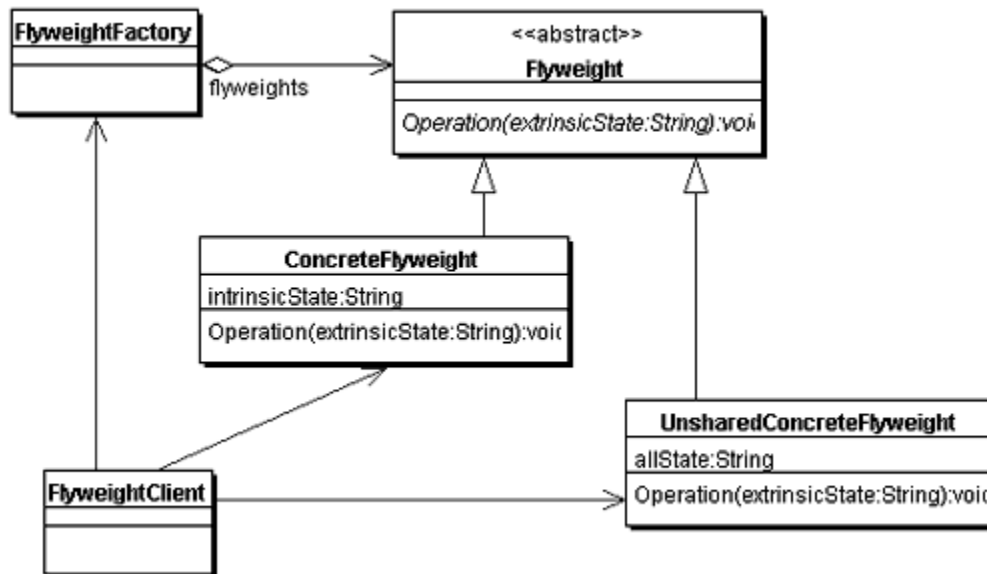 FlyweightFactory
flyweights
<<abstract>>
Flyweight
Operation(extrinsicState:String):voi
ConcreteFlyweight
intrinsicState:String
Operation(extrinsicState:String):voi
UnsharedConcreteFlyweight
allState:String
Operation(extrinsicState:String):void
FlyweightClient